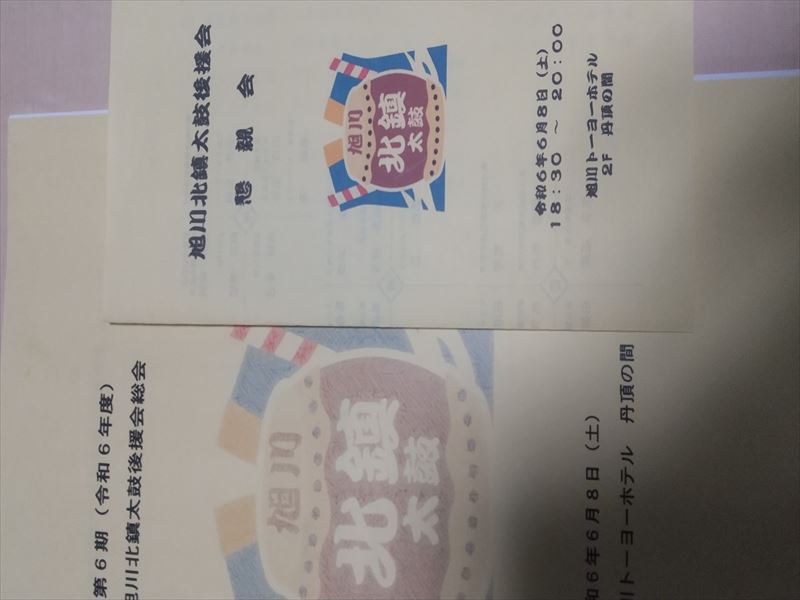 旭川北鎮太鼓後援会
懇親会
旭川
北鎮
太鼓
令和6年6月8日(土)
18:30 ~ 20:00
旭川トーヨーホテル
2F 丹頂の間
第6期(令和6年度)
旭川北鎮太鼓後援会総会
旭川
北鎮
太鼓
和6年6月8日(土)
川トーヨーホテル 丹頂の間